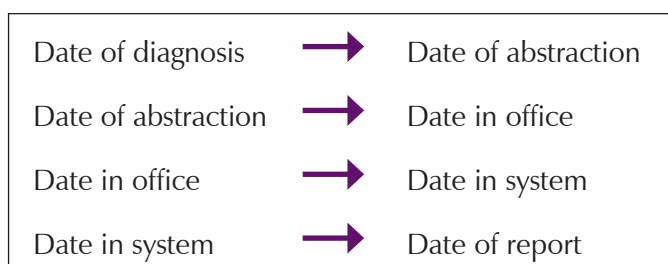 Date of diagnosis → Date of abstraction
Date of abstraction → Date in office
Date in office → Date in system
Date in system → Date of report